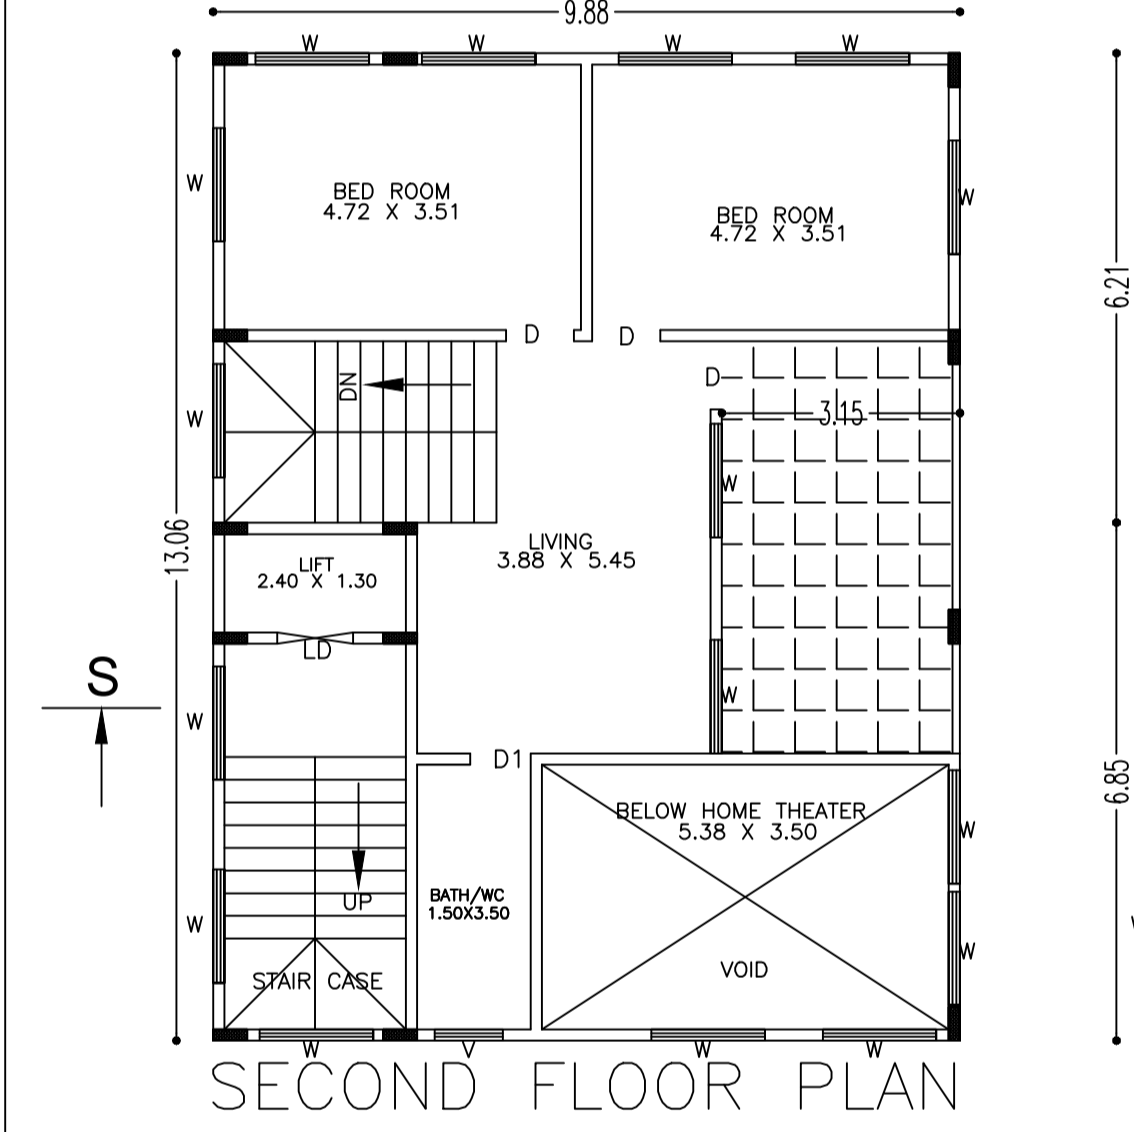 9.88
W W W W
W
BED ROOM
4.72 X 3.51
W
BED ROOM
4.72 X 3.51
6.21
D D
D
DN
3.15
W
W
13.06
LIVING
3.88 X 5.45
LIFT
2.40 X 1.30
LD
S
W
W
D1
6.85
BELOW HOME THEATER
5.38 X 3.50
W
UP
BATH/WC
1.50X3.50
W
W
VOID
STAIR CASE
W V W W
SECOND FLOOR PLAN